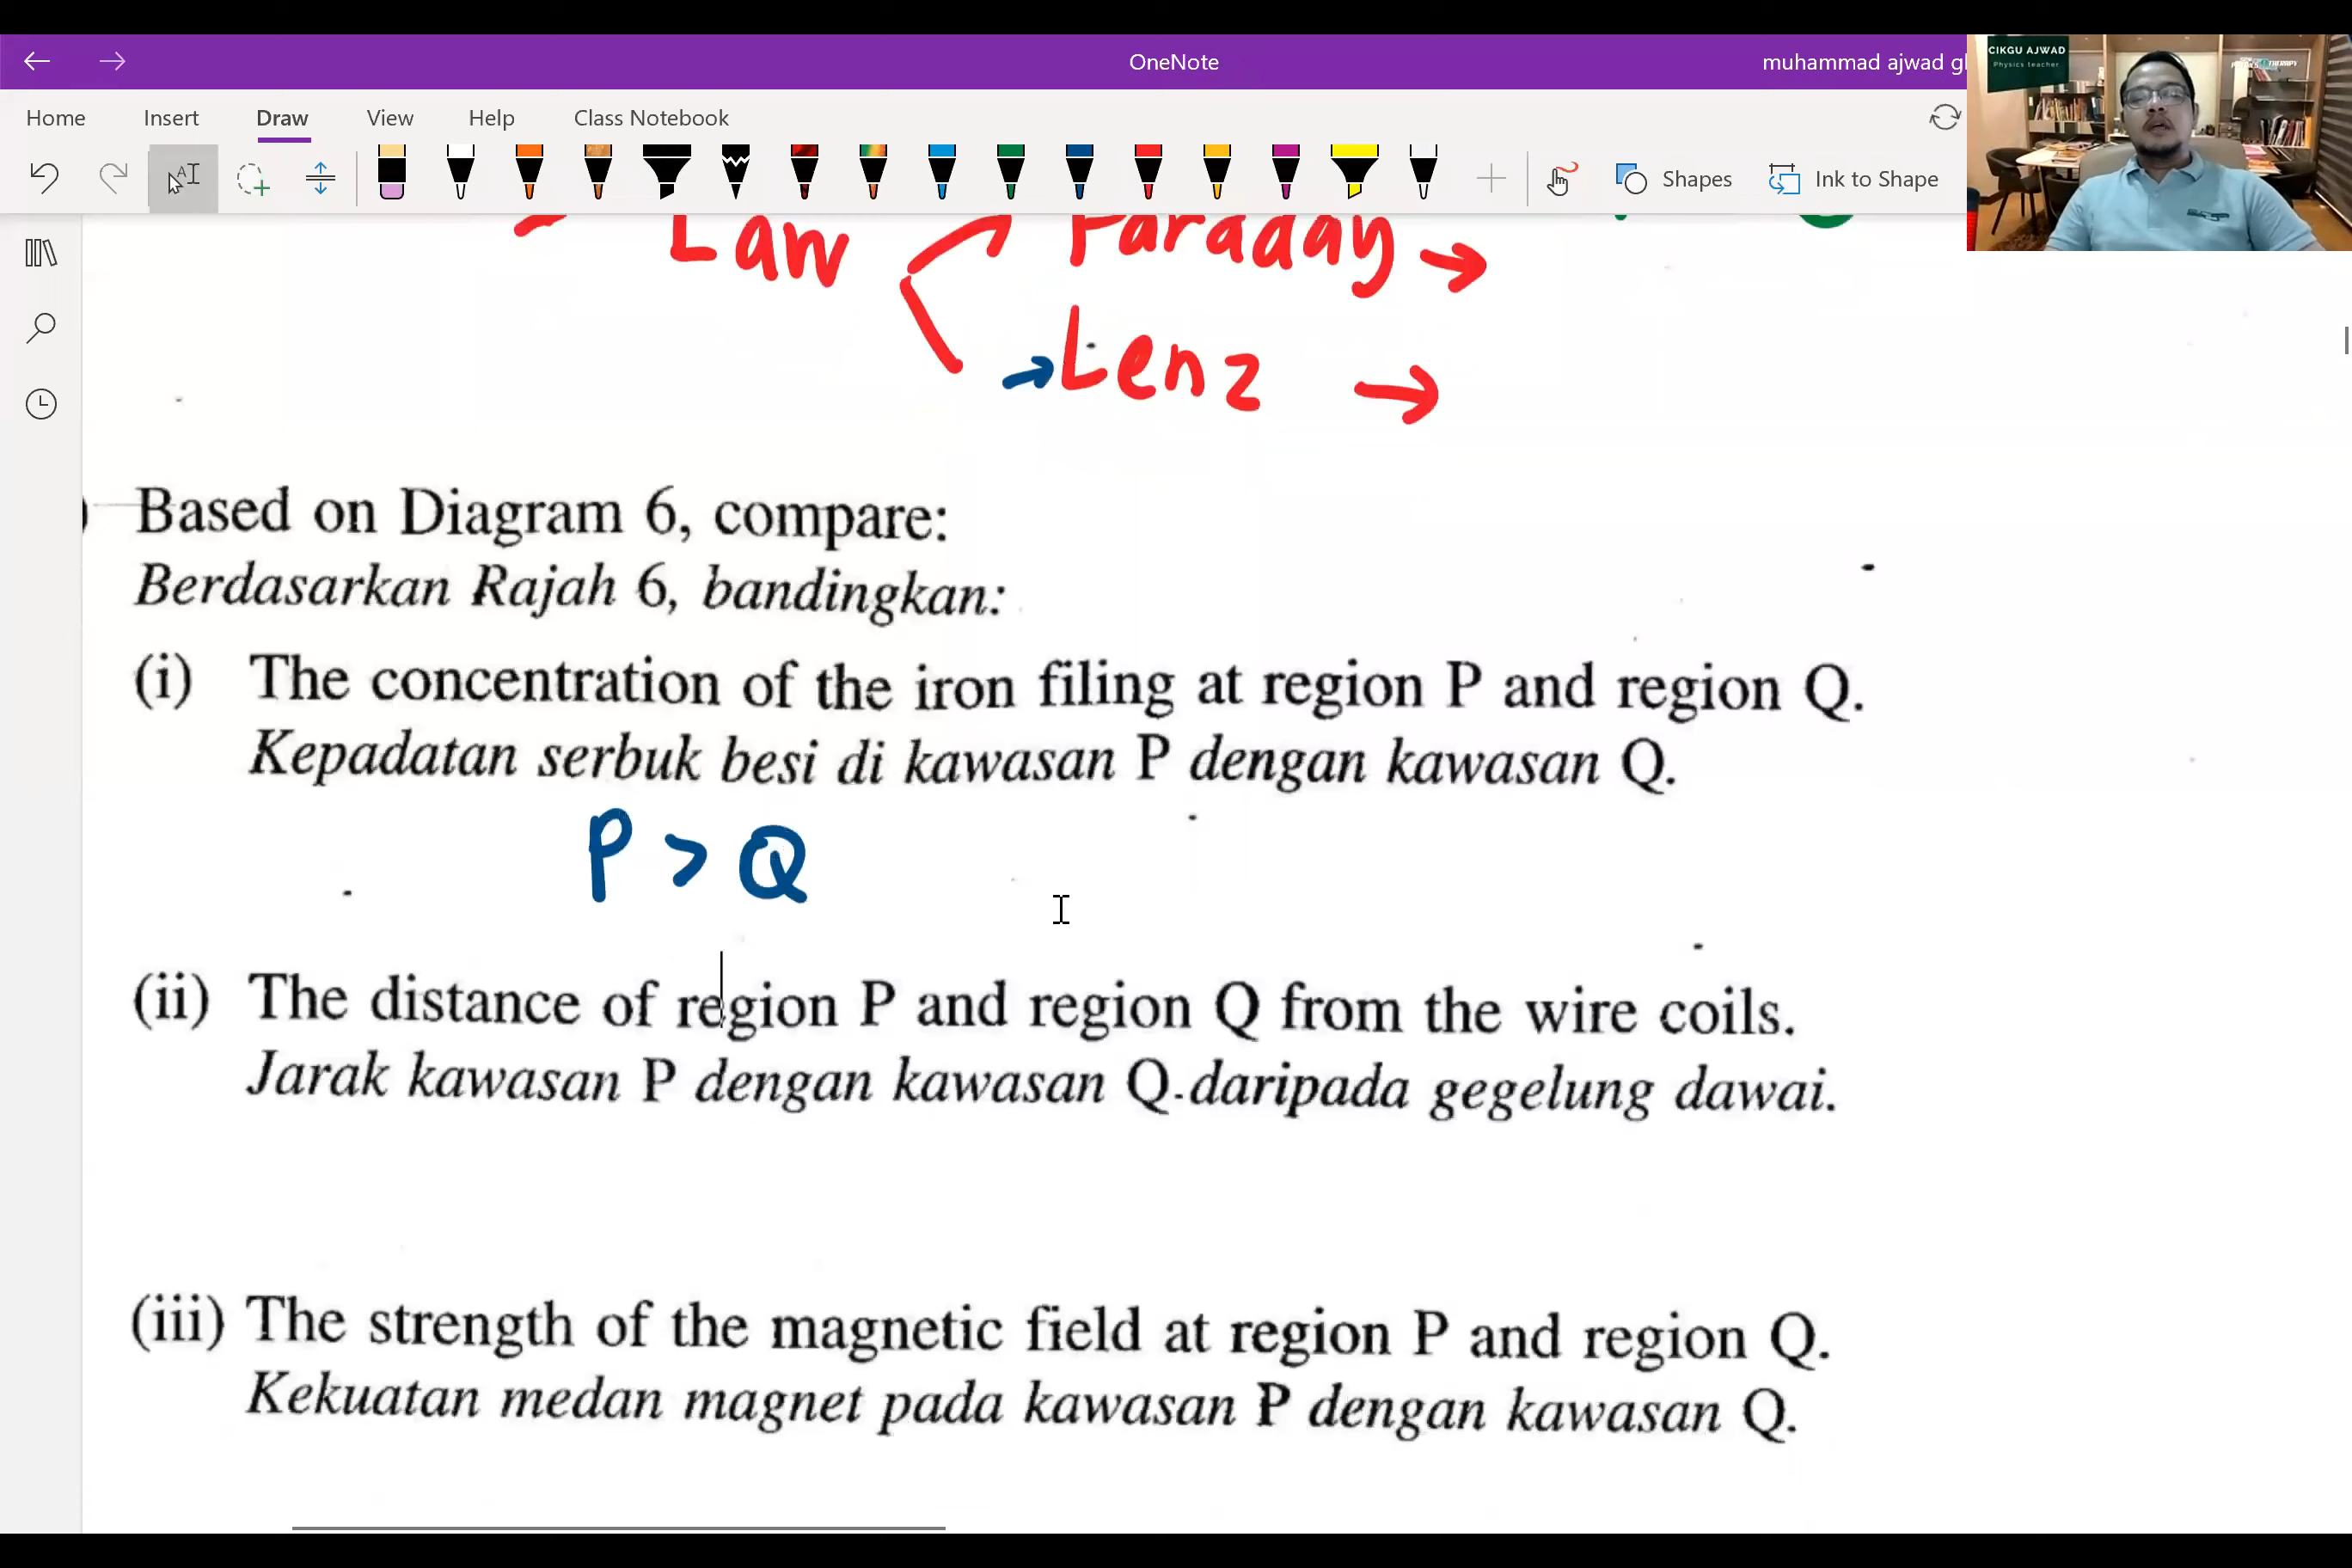 OneNote
muhammad ajwad gh
CIKGU AJWAD
Physics teacher
Home Insert Draw View Help Class Notebook
Shapes Ink to Shape
Law Faraday →
→ Lenz →
) Based on Diagram 6, compare:
Berdasarkan Rajah 6, bandingkan:
(i) The concentration of the iron filing at region P and region Q.
Kepadatan serbuk besi di kawasan P dengan kawasan Q.
P > Q
(ii) The distance of region P and region Q from the wire coils.
Jarak kawasan P dengan kawasan Q daripada gegelung dawai.
(iii) The strength of the magnetic field at region P and region Q.
Kekuatan medan magnet pada kawasan P dengan kawasan Q.